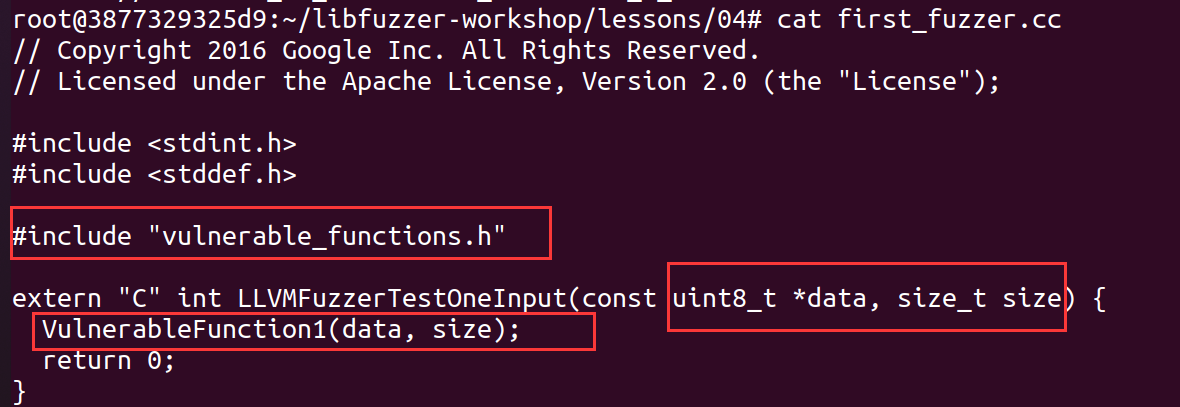 root@3877329325d9:~/libfuzzer-workshop/lessons/04# cat first_fuzzer.cc
// Copyright 2016 Google Inc. All Rights Reserved.
// Licensed under the Apache License, Version 2.0 (the "License");
#include <stdint.h>
#include <stddef.h>
#include "vulnerable_functions.h"
extern "C" int LLVMFuzzerTestOneInput(const uint8_t *data, size_t size) {
  VulnerableFunction1(data, size);
  return 0;
}